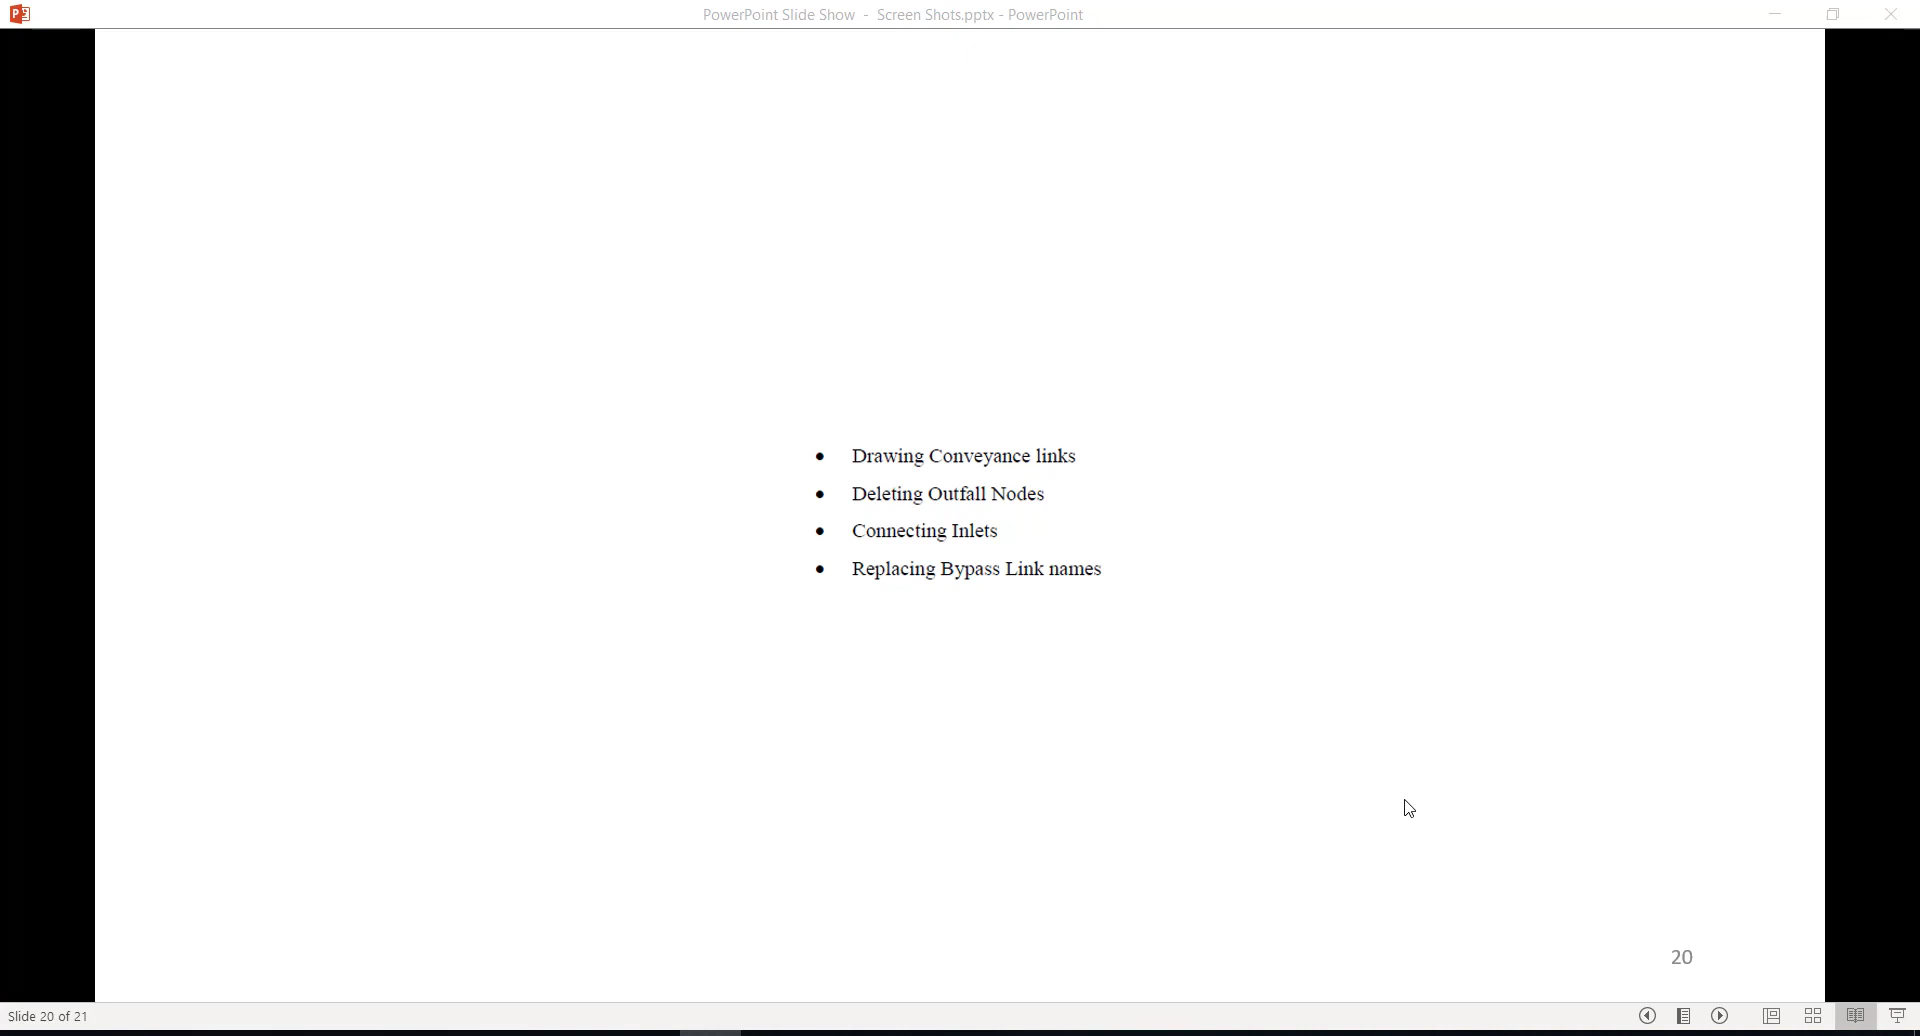 PowerPoint Slide Show - Screen Shots.pptx - PowerPoint
• Drawing Conveyance links
• Deleting Outfall Nodes
• Connecting Inlets
• Replacing Bypass Link names
20
Slide 20 of 21